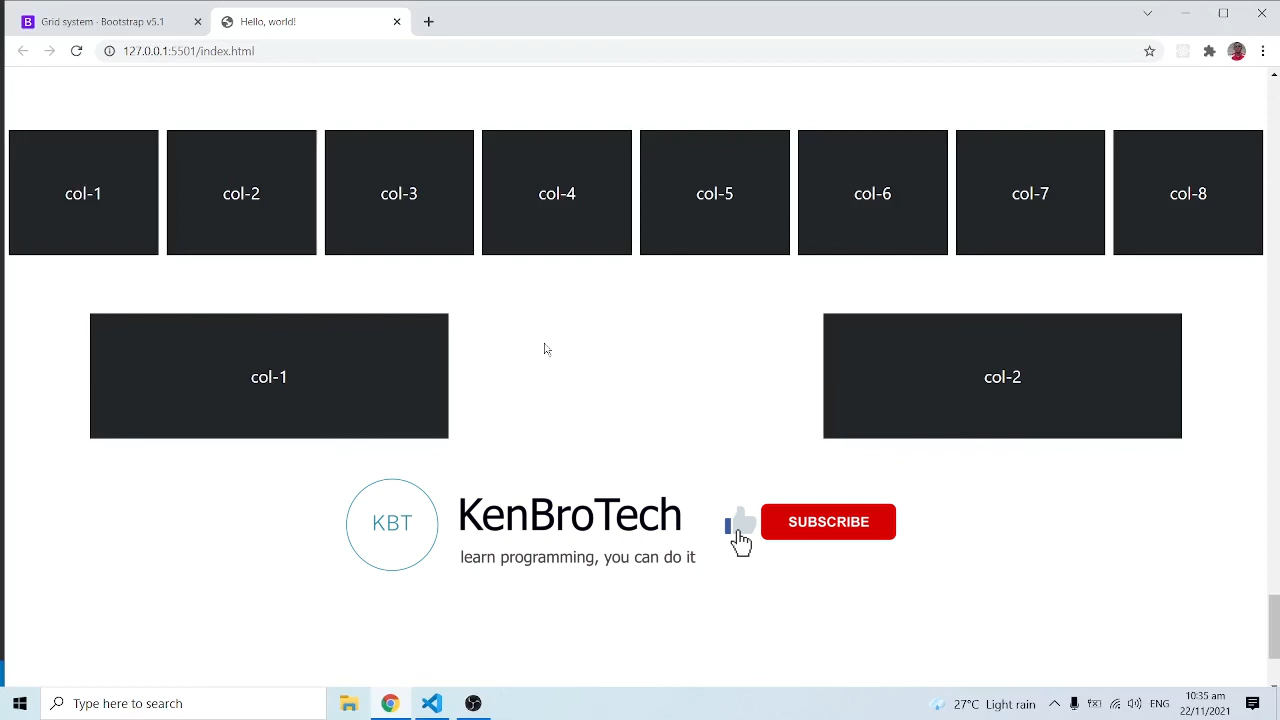 Grid system · Bootstrap v5.1
Hello, world!
127.0.0.1:5501/index.html
col-1
col-2
col-3
col-4
col-5
col-6
col-7
col-8
col-1
col-2
KBT
KenBroTech
learn programming, you can do it
SUBSCRIBE
Type here to search
27°C Light rain
ENG
10:35 am
22/11/2021